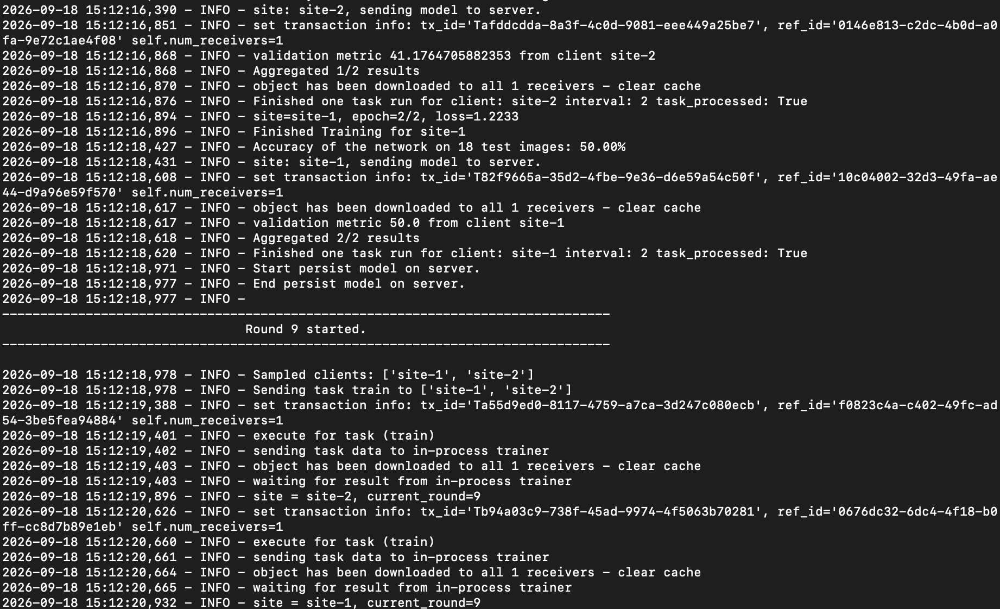 2026-09-18 15:12:16,390 - INFO - site: site-2, sending model to server.
2026-09-18 15:12:16,851 - INFO - set transaction info: tx_id='Tafddcdda-8a3f-4c0d-9081-eee449a25be7', ref_id='0146e813-c2dc-4b0d-a0
fa-9e72c1ae4f08' self.num_receivers=1
2026-09-18 15:12:16,868 - INFO - validation metric 41.1764705882353 from client site-2
2026-09-18 15:12:16,868 - INFO - Aggregated 1/2 results
2026-09-18 15:12:16,870 - INFO - object has been downloaded to all 1 receivers - clear cache
2026-09-18 15:12:16,876 - INFO - Finished one task run for client: site-2 interval: 2 task_processed: True
2026-09-18 15:12:16,894 - INFO - site=site-1, epoch=2/2, loss=1.2233
2026-09-18 15:12:16,896 - INFO - Finished Training for site-1
2026-09-18 15:12:18,427 - INFO - Accuracy of the network on 18 test images: 50.00%
2026-09-18 15:12:18,431 - INFO - site: site-1, sending model to server.
2026-09-18 15:12:18,608 - INFO - set transaction info: tx_id='T82f9665a-35d2-4fbe-9e36-d6e59a54c50f', ref_id='10c04002-32d3-49fa-ae
44-d9a96e59f570' self.num_receivers=1
2026-09-18 15:12:18,617 - INFO - object has been downloaded to all 1 receivers - clear cache
2026-09-18 15:12:18,617 - INFO - validation metric 50.0 from client site-1
2026-09-18 15:12:18,618 - INFO - Aggregated 2/2 results
2026-09-18 15:12:18,620 - INFO - Finished one task run for client: site-1 interval: 2 task_processed: True
2026-09-18 15:12:18,971 - INFO - Start persist model on server.
2026-09-18 15:12:18,977 - INFO - End persist model on server.
2026-09-18 15:12:18,977 - INFO -
--------------------------------------------------------------------------------
Round 9 started.
--------------------------------------------------------------------------------
2026-09-18 15:12:18,978 - INFO - Sampled clients: ['site-1', 'site-2']
2026-09-18 15:12:18,978 - INFO - Sending task train to ['site-1', 'site-2']
2026-09-18 15:12:19,388 - INFO - set transaction info: tx_id='Ta55d9ed0-8117-4759-a7ca-3d247c080ecb', ref_id='f0823c4a-c402-49fc-ad
54-3be5fea94884' self.num_receivers=1
2026-09-18 15:12:19,401 - INFO - execute for task (train)
2026-09-18 15:12:19,402 - INFO - sending task data to in-process trainer
2026-09-18 15:12:19,403 - INFO - object has been downloaded to all 1 receivers - clear cache
2026-09-18 15:12:19,403 - INFO - waiting for result from in-process trainer
2026-09-18 15:12:19,896 - INFO - site = site-2, current_round=9
2026-09-18 15:12:20,626 - INFO - set transaction info: tx_id='Tb94a03c9-738f-45ad-9974-4f5063b70281', ref_id='0676dc32-6dc4-4f18-b0
ff-cc8d7b89e1eb' self.num_receivers=1
2026-09-18 15:12:20,660 - INFO - execute for task (train)
2026-09-18 15:12:20,661 - INFO - sending task data to in-process trainer
2026-09-18 15:12:20,664 - INFO - object has been downloaded to all 1 receivers - clear cache
2026-09-18 15:12:20,665 - INFO - waiting for result from in-process trainer
2026-09-18 15:12:20,932 - INFO - site = site-1, current_round=9